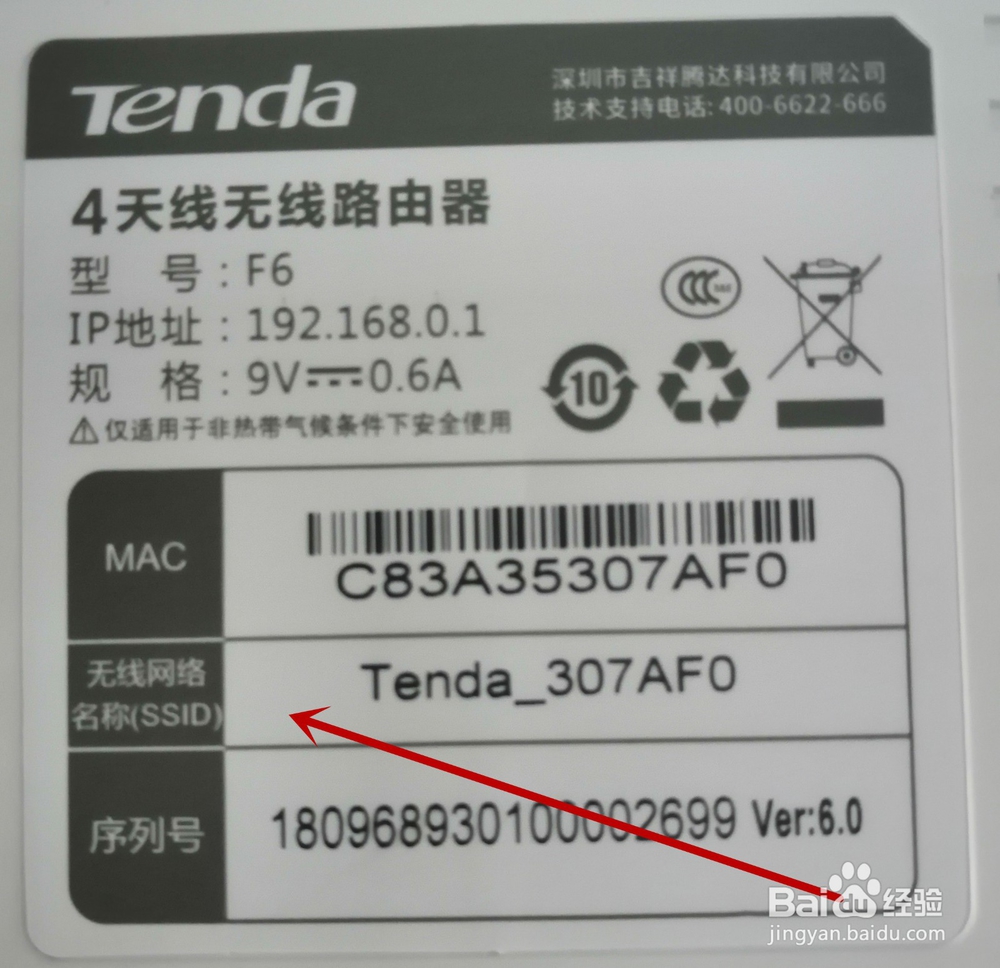 Tenda
深圳市吉祥腾达科技有限公司
技术支持电话:400-6622-666
4天线无线路由器
型 号:F6
IP地址:192.168.0.1
规 格:9V⎓0.6A
⚠仅适用于非热带气候条件下安全使用
CCC
10
MAC
C83A35307AF0
无线网络
名称(SSID)
Tenda_307AF0
序列号
180968930100002699 Ver:6.0
Baidu 经验
jingyan.baidu.com